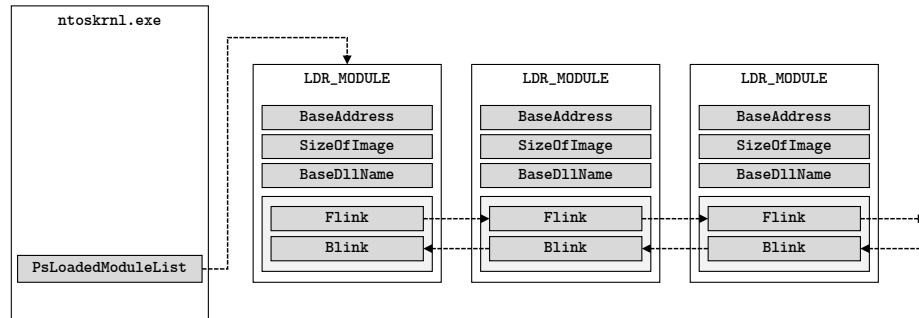 ntoskrnl.exe
PsLoadedModuleList
LDR_MODULE
BaseAddress
SizeOfImage
BaseDllName
Flink
Blink
LDR_MODULE
BaseAddress
SizeOfImage
BaseDllName
Flink
Blink
LDR_MODULE
BaseAddress
SizeOfImage
BaseDllName
Flink
Blink